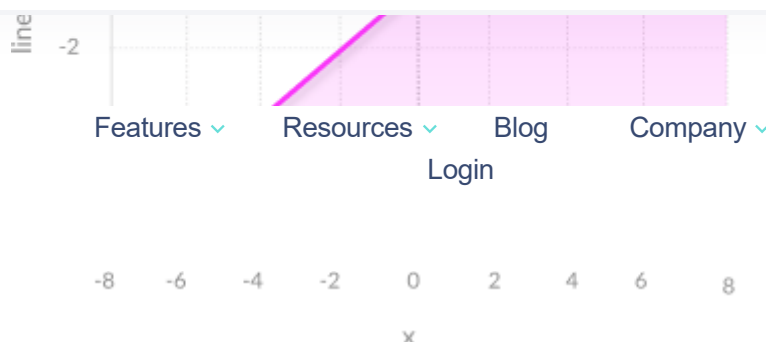 line
-2
Features Resources Blog Company
Login
-8 -6 -4 -2 0 2 4 6 8
x